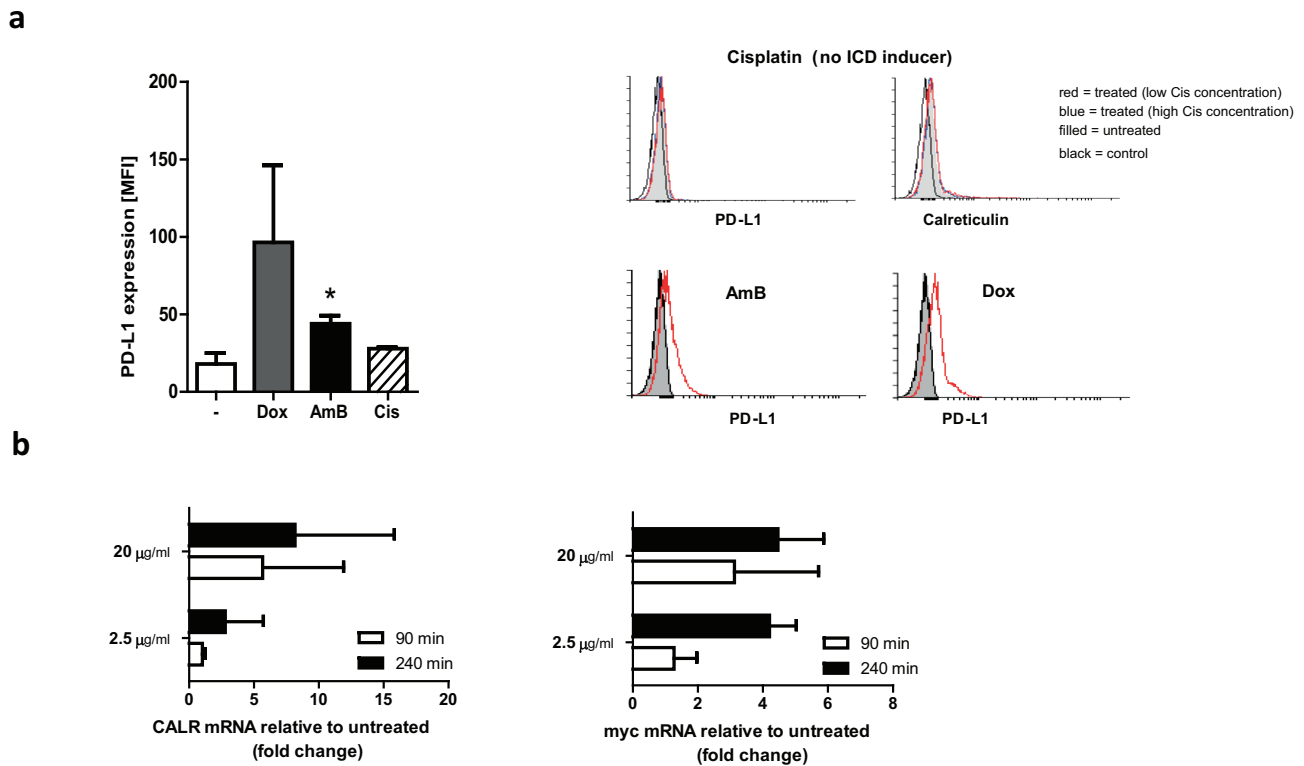 a
PD-L1 expression [MFI]
200
150
100
50
0
-
Dox
AmB
Cis
*
Cisplatin (no ICD inducer)
PD-L1
Calreticulin
red = treated (low Cis concentration)
blue = treated (high Cis concentration)
filled = untreated
black = control
AmB
PD-L1
Dox
PD-L1
b
20 µg/ml
2.5 µg/ml
90 min
240 min
0 5 10 15 20
CALR mRNA relative to untreated
(fold change)
20 µg/ml
2.5 µg/ml
90 min
240 min
0 2 4 6 8
myc mRNA relative to untreated
(fold change)